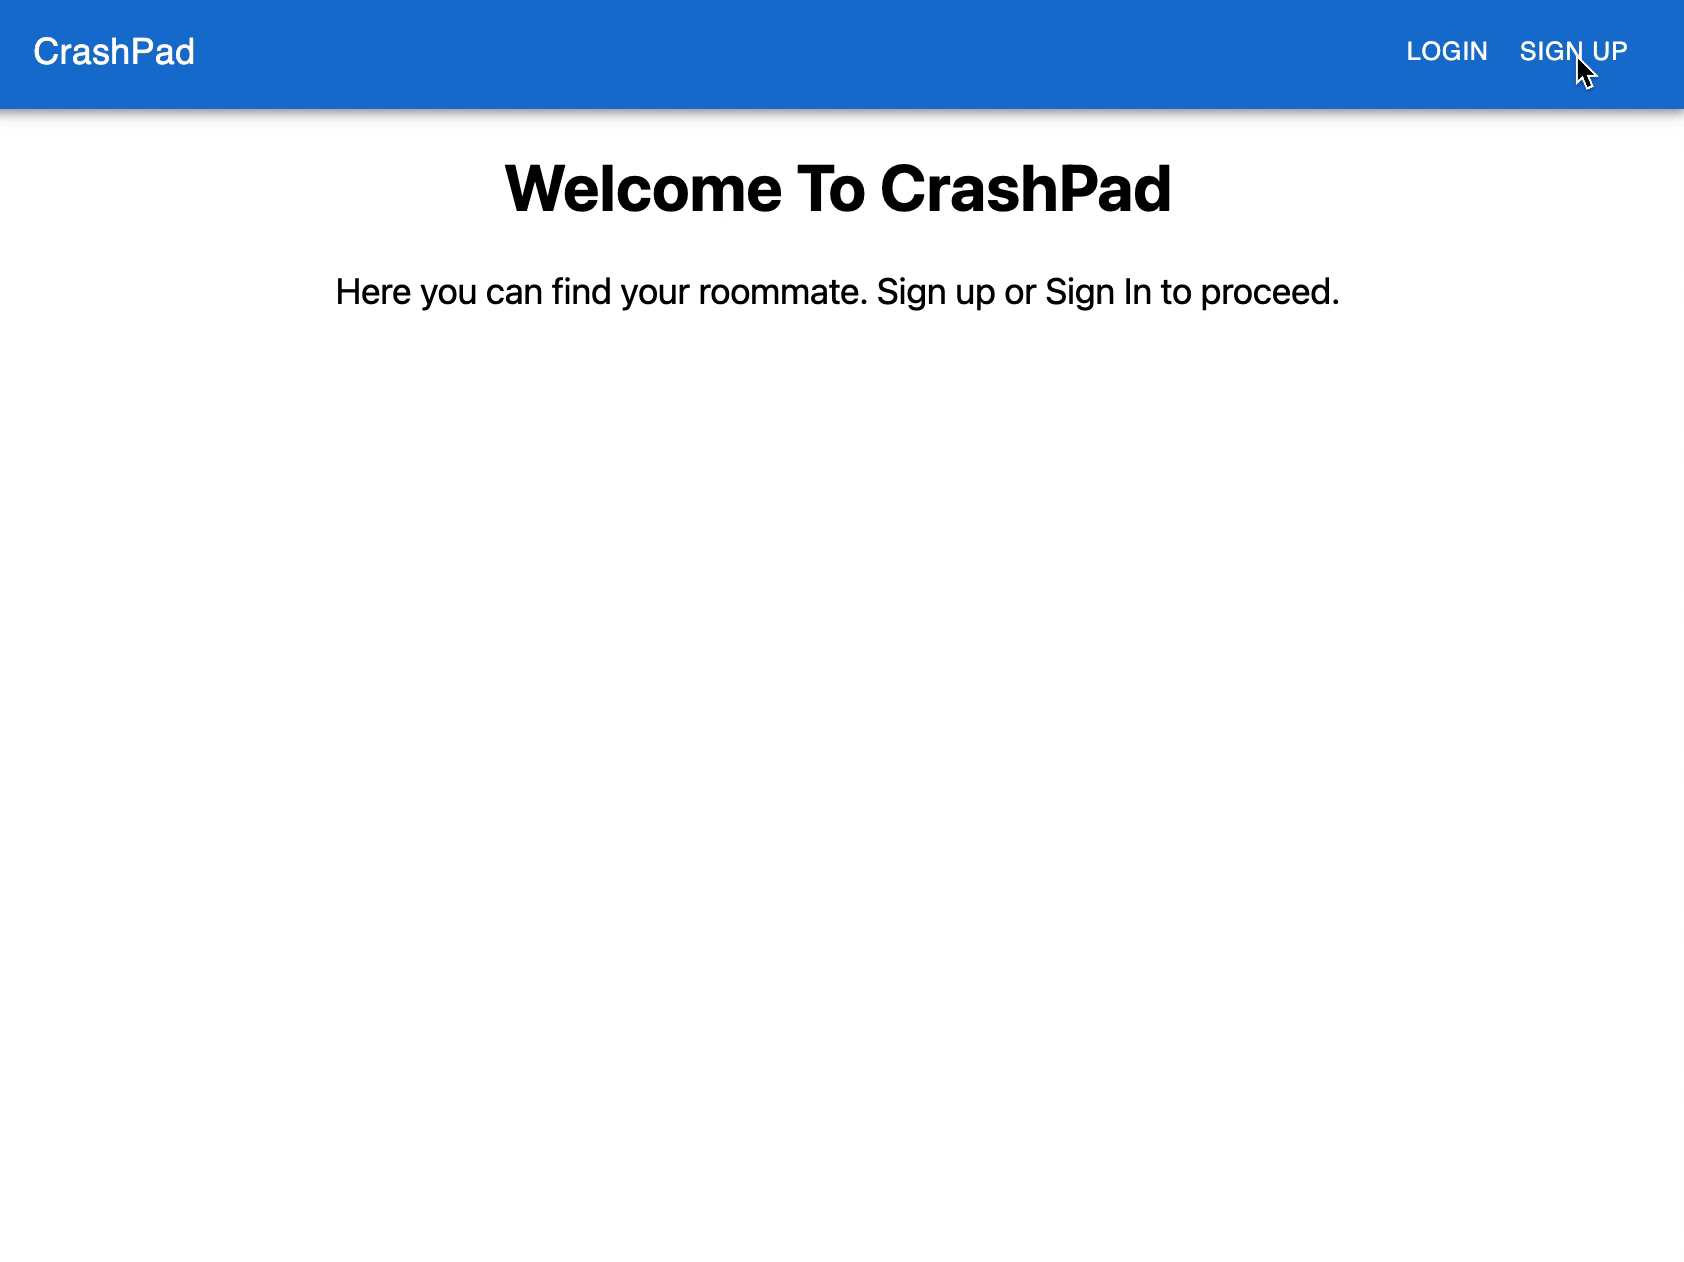 CrashPad
LOGIN SIGN UP
Welcome To CrashPad
Here you can find your roommate. Sign up or Sign In to proceed.